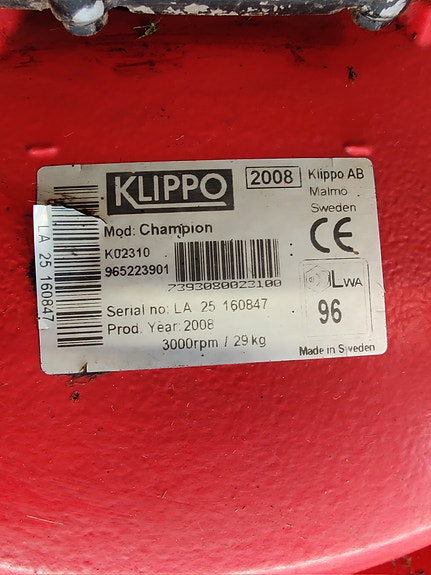 KLIPPO
2008
Klippo AB
Malmö
Sweden
Mod: Champion
K02310
965223901
7393080023100
Serial no: LA 25 160847
Prod. Year: 2008
3000rpm / 29 kg
LWA
96
Made in Sweden
LA 25 160847